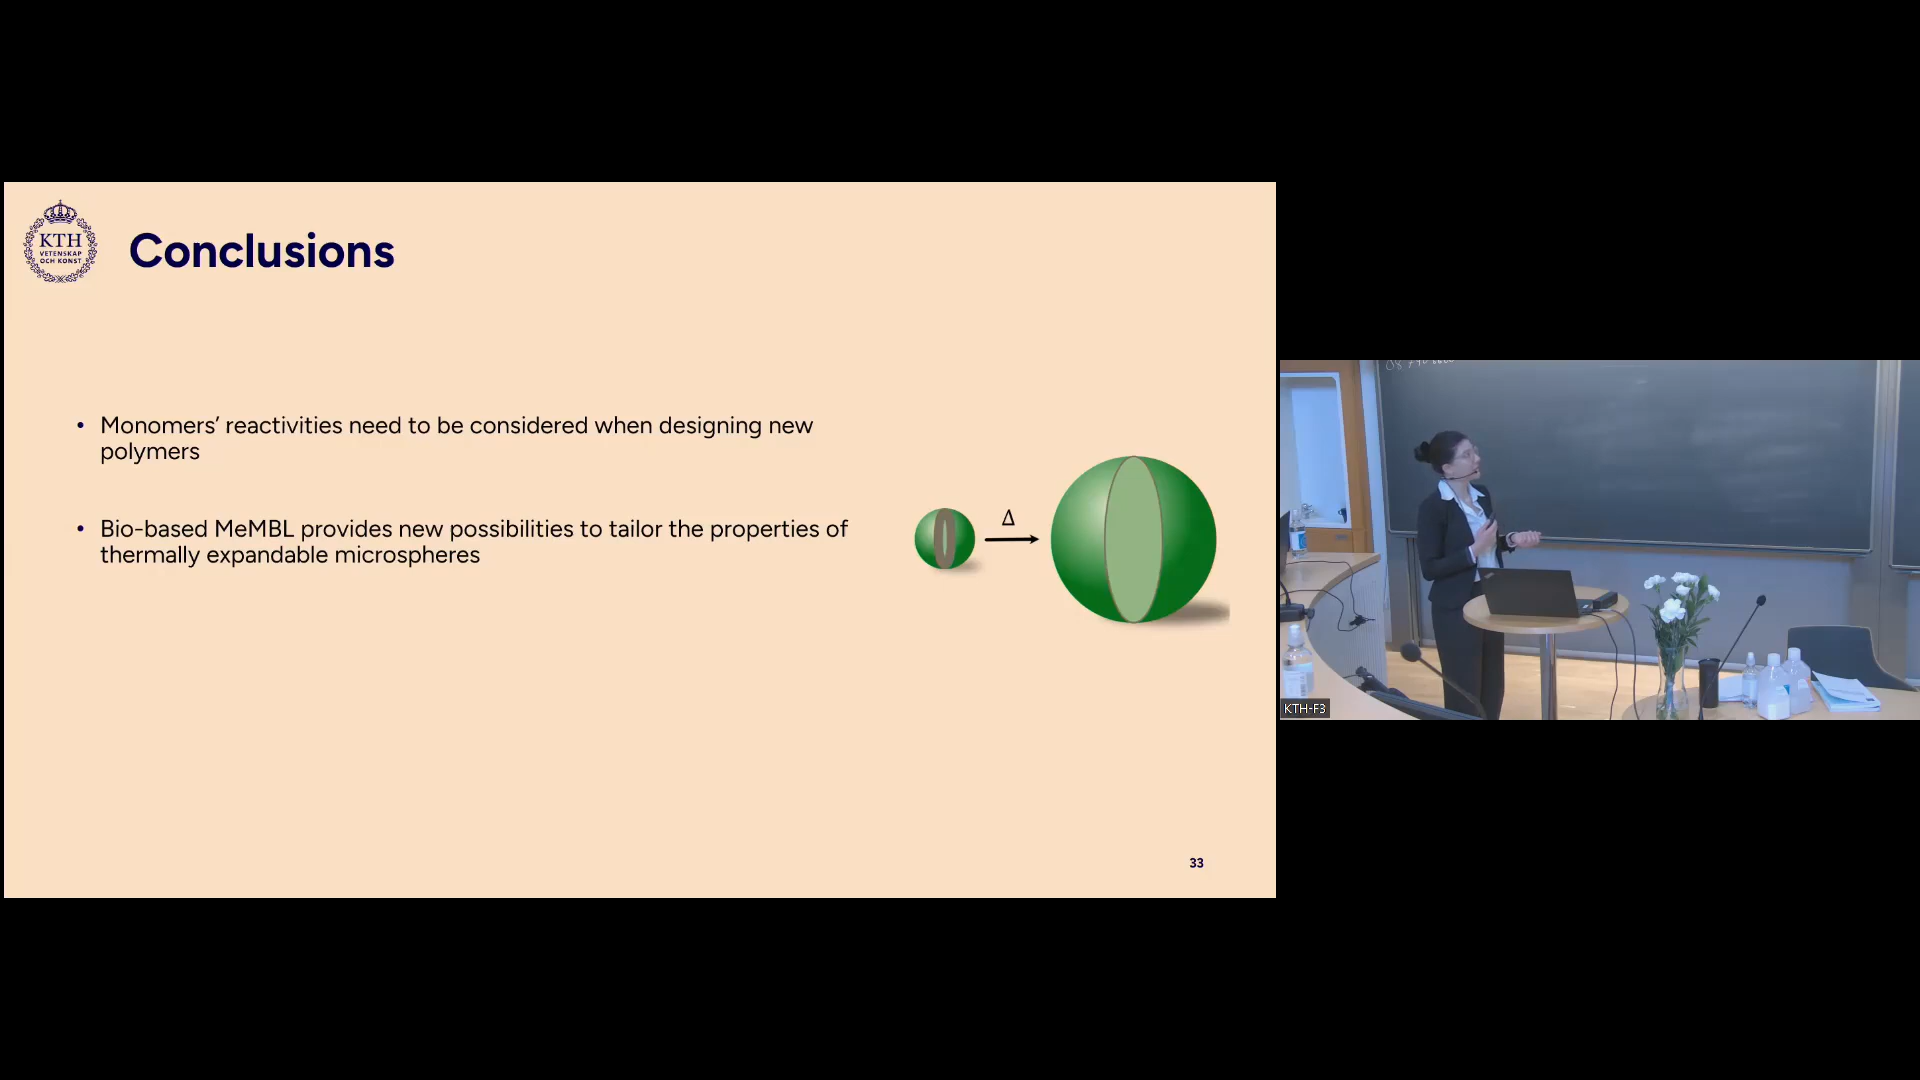 KTH
VETENSKAP
OCH KONST
Conclusions
• Monomers’ reactivities need to be considered when designing new
polymers
• Bio-based MeMBL provides new possibilities to tailor the properties of
thermally expandable microspheres
Δ
33
KTH-F3